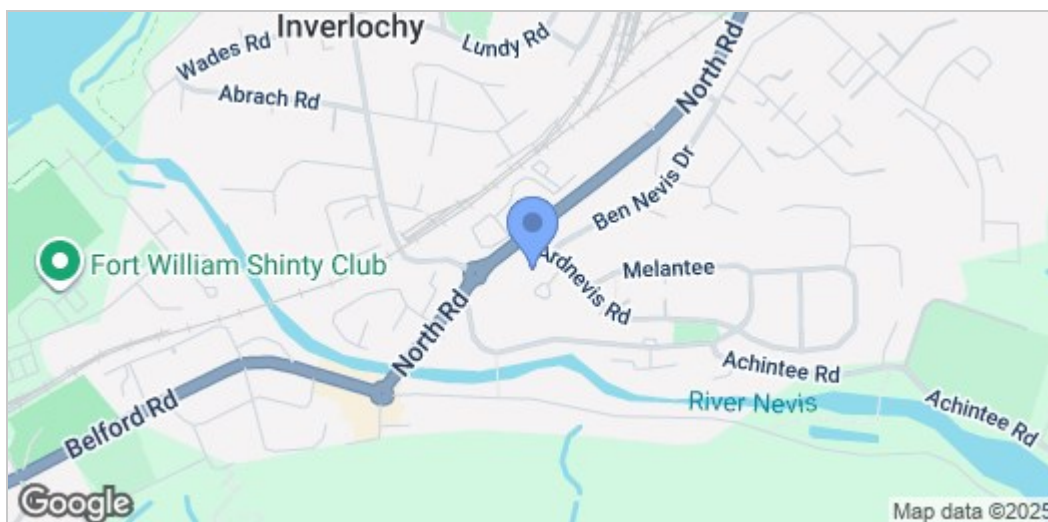 Inverlochy
Lundy Rd
Wades Rd
Abrach Rd
North Rd
Ben Nevis Dr
Fort William Shinty Club
Ardnevis Rd
Melantee
North Rd
Achintee Rd
River Nevis
Achintee Rd
Belford Rd
Google
Map data ©2025